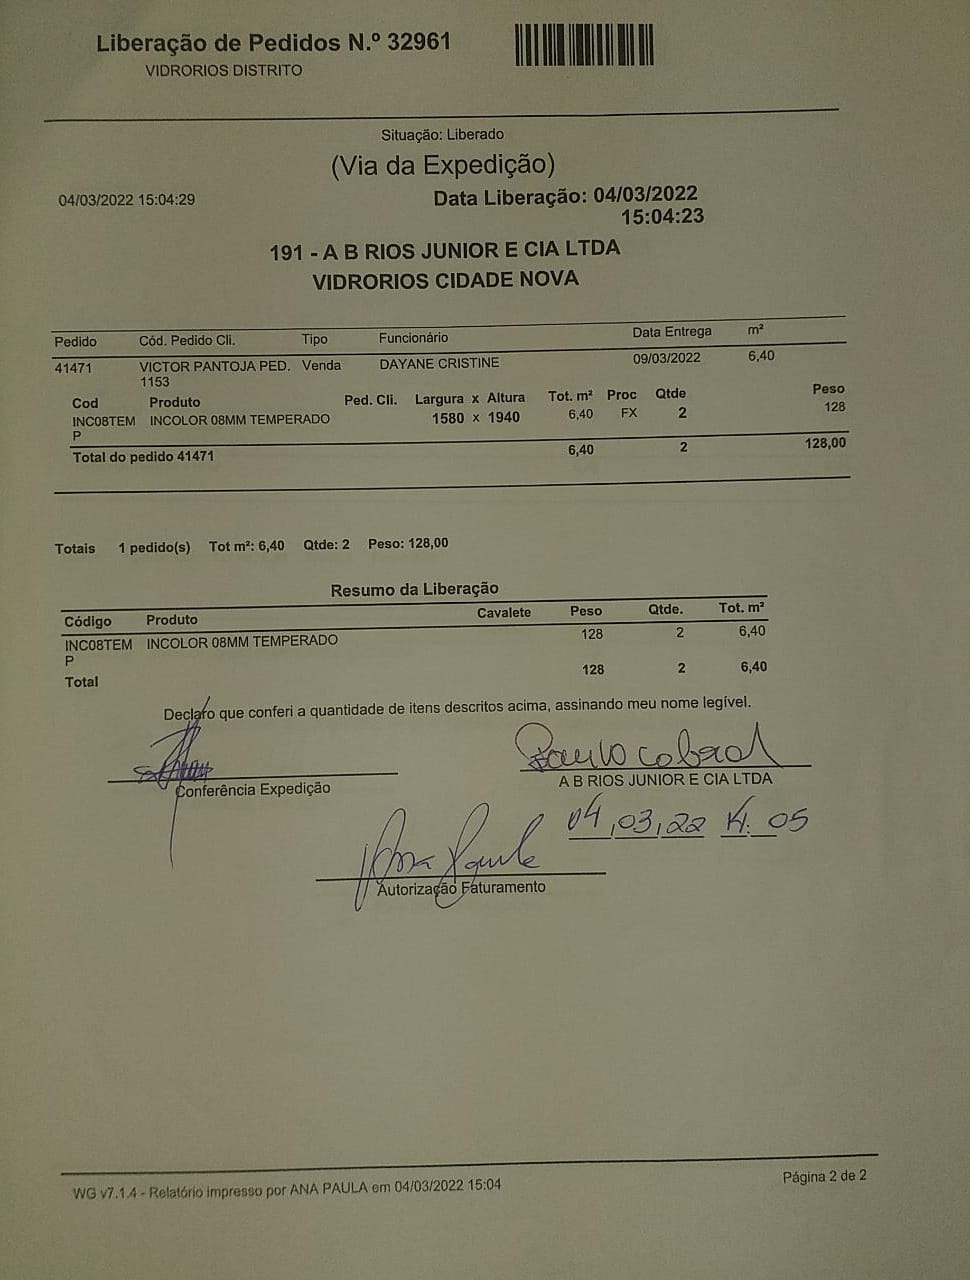 Liberação de Pedidos N.º 32961
VIDRORIOS DISTRITO
Situação: Liberado
(Via da Expedição)
04/03/2022 15:04:29
Data Liberação: 04/03/2022
15:04:23
191 - A B RIOS JUNIOR E CIA LTDA
VIDRORIOS CIDADE NOVA
Pedido Cód. Pedido Cli. Tipo Funcionário Data Entrega m²
41471 VICTOR PANTOJA PED. Venda DAYANE CRISTINE 09/03/2022 6,40
1153
Cod Produto Ped. Cli. Largura x Altura Tot. m² Proc Qtde Peso
INC08TEM INCOLOR 08MM TEMPERADO 1580 x 1940 6,40 FX 2 128
P
Total do pedido 41471 6,40 2 128,00
Totais 1 pedido(s) Tot m²: 6,40 Qtde: 2 Peso: 128,00
Resumo da Liberação
Código Produto Cavalete Peso Qtde. Tot. m²
INC08TEM INCOLOR 08MM TEMPERADO 128 2 6,40
P
Total 128 2 6,40
Declaro que conferi a quantidade de itens descritos acima, assinando meu nome legível.
Paulo Cabral
Conferência Expedição A B RIOS JUNIOR E CIA LTDA
04,03,22 : 05
Ana Paula
Autorização Faturamento
WG v7.1.4 - Relatório impresso por ANA PAULA em 04/03/2022 15:04 Página 2 de 2